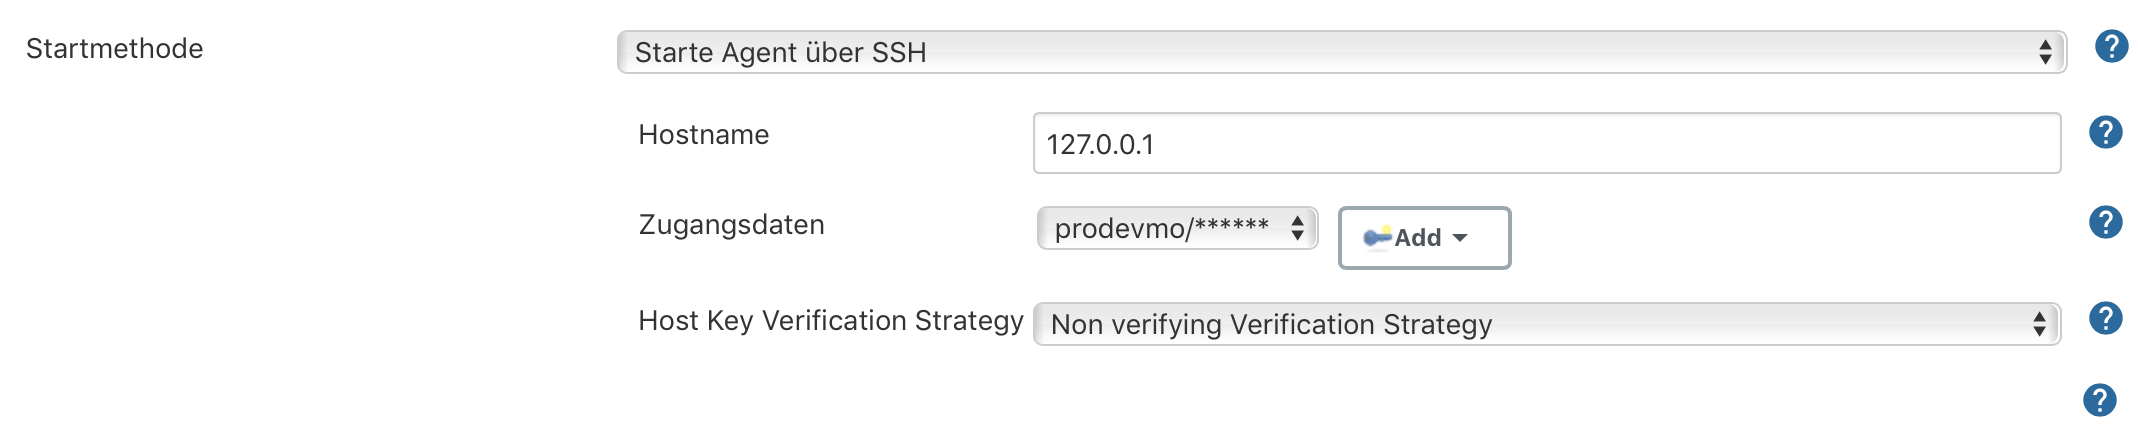 Startmethode Starte Agent über SSH ?
Hostname 127.0.0.1 ?
Zugangsdaten prodevmo/****** Add ?
Host Key Verification Strategy Non verifying Verification Strategy ?
?